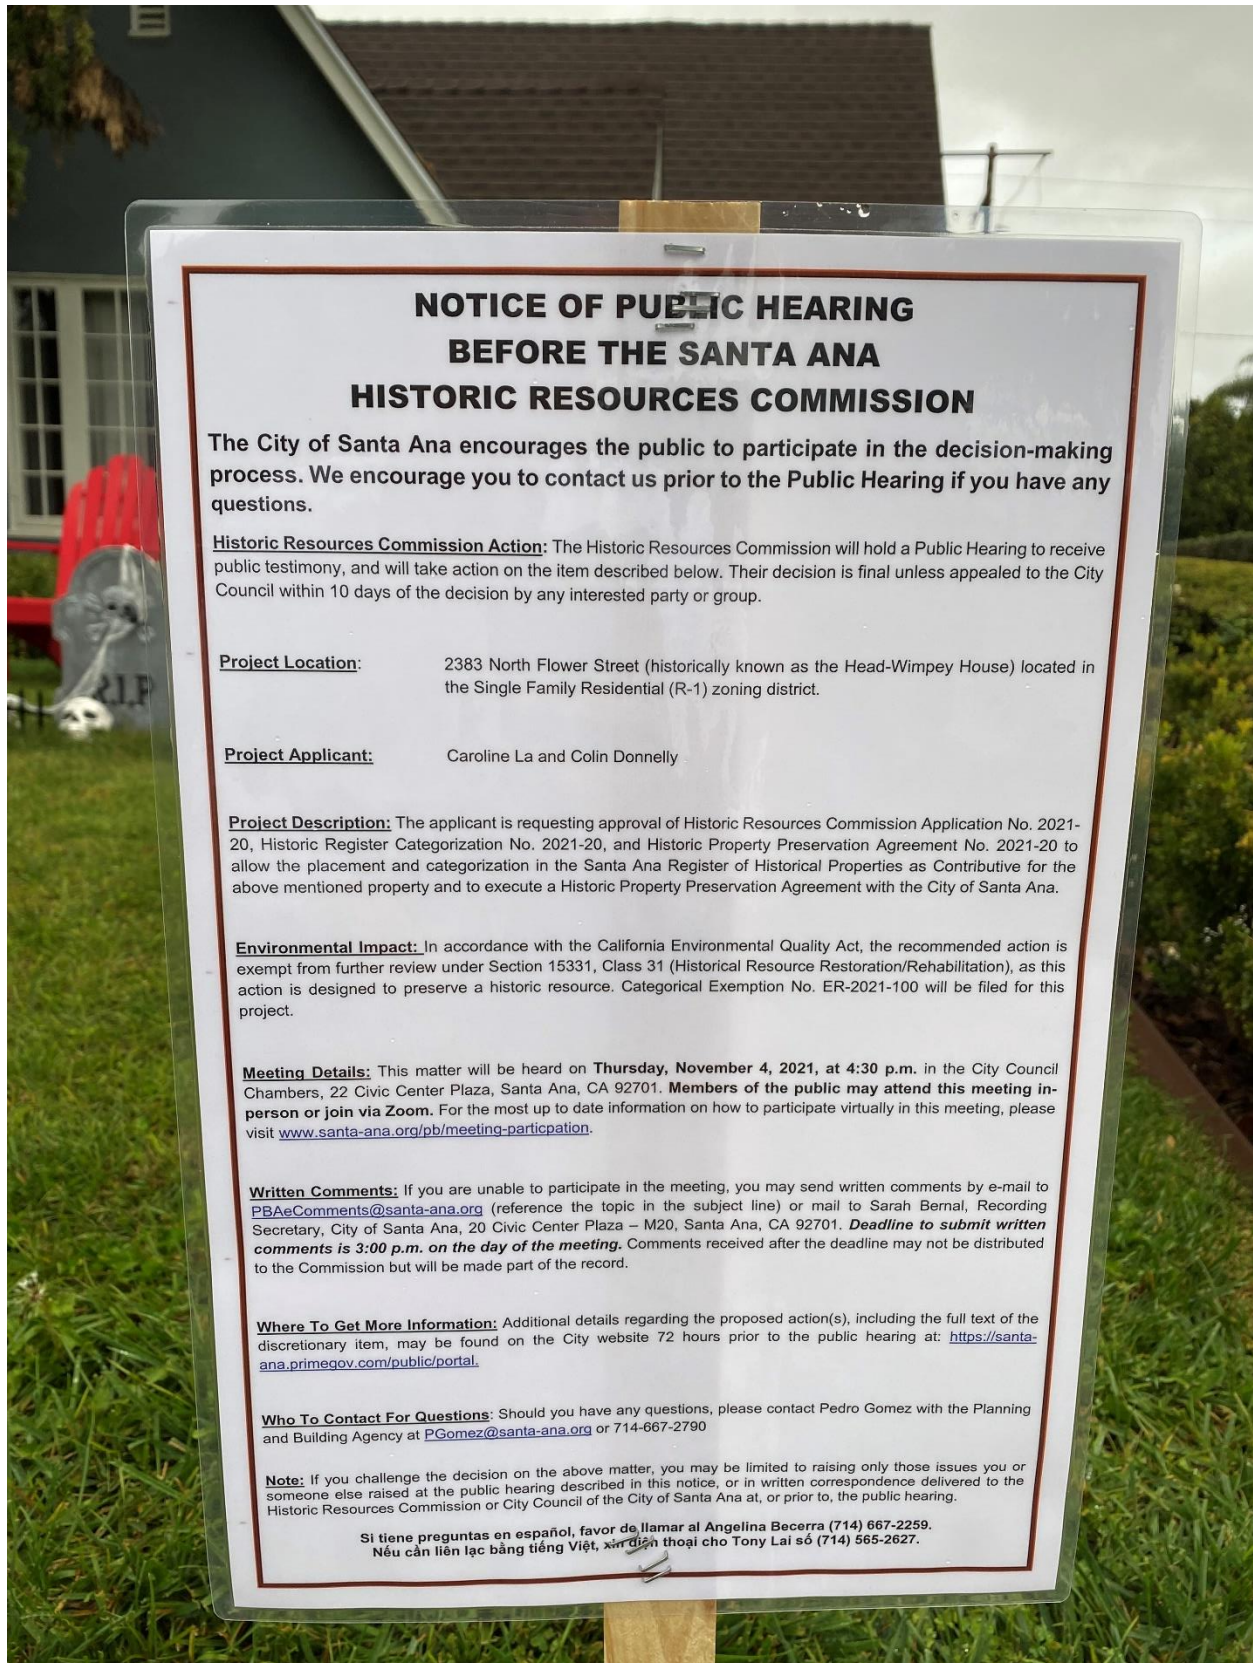 NOTICE OF PUBLIC HEARING
BEFORE THE SANTA ANA
HISTORIC RESOURCES COMMISSION
The City of Santa Ana encourages the public to participate in the decision-making
process. We encourage you to contact us prior to the Public Hearing if you have any
questions.
Historic Resources Commission Action: The Historic Resources Commission will hold a Public Hearing to receive
public testimony, and will take action on the item described below. Their decision is final unless appealed to the City
Council within 10 days of the decision by any interested party or group.
Project Location: 2383 North Flower Street (historically known as the Head-Wimpey House) located in
the Single Family Residential (R-1) zoning district.
Project Applicant: Caroline La and Colin Donnelly
Project Description: The applicant is requesting approval of Historic Resources Commission Application No. 2021-
20, Historic Register Categorization No. 2021-20, and Historic Property Preservation Agreement No. 2021-20 to
allow the placement and categorization in the Santa Ana Register of Historical Properties as Contributive for the
above mentioned property and to execute a Historic Property Preservation Agreement with the City of Santa Ana.
Environmental Impact: In accordance with the California Environmental Quality Act, the recommended action is
exempt from further review under Section 15331, Class 31 (Historical Resource Restoration/Rehabilitation), as this
action is designed to preserve a historic resource. Categorical Exemption No. ER-2021-100 will be filed for this
project.
Meeting Details: This matter will be heard on Thursday, November 4, 2021, at 4:30 p.m. in the City Council
Chambers, 22 Civic Center Plaza, Santa Ana, CA 92701. Members of the public may attend this meeting in-
person or join via Zoom. For the most up to date information on how to participate virtually in this meeting, please
visit www.santa-ana.org/pb/meeting-particpation.
Written Comments: If you are unable to participate in the meeting, you may send written comments by e-mail to
PBAeComments@santa-ana.org (reference the topic in the subject line) or mail to Sarah Bernal, Recording
Secretary, City of Santa Ana, 20 Civic Center Plaza – M20, Santa Ana, CA 92701. Deadline to submit written
comments is 3:00 p.m. on the day of the meeting. Comments received after the deadline may not be distributed
to the Commission but will be made part of the record.
Where To Get More Information: Additional details regarding the proposed action(s), including the full text of the
discretionary item, may be found on the City website 72 hours prior to the public hearing at: https://santa-
ana.primegov.com/public/portal.
Who To Contact For Questions: Should you have any questions, please contact Pedro Gomez with the Planning
and Building Agency at PGomez@santa-ana.org or 714-667-2790
Note: If you challenge the decision on the above matter, you may be limited to raising only those issues you or
someone else raised at the public hearing described in this notice, or in written correspondence delivered to the
Historic Resources Commission or City Council of the City of Santa Ana at, or prior to, the public hearing.
Si tiene preguntas en español, favor de llamar al Angelina Becerra (714) 667-2259.
Nếu cần liên lạc bằng tiếng Việt, xin điện thoại cho Tony Lai số (714) 565-2627.
R.I.P